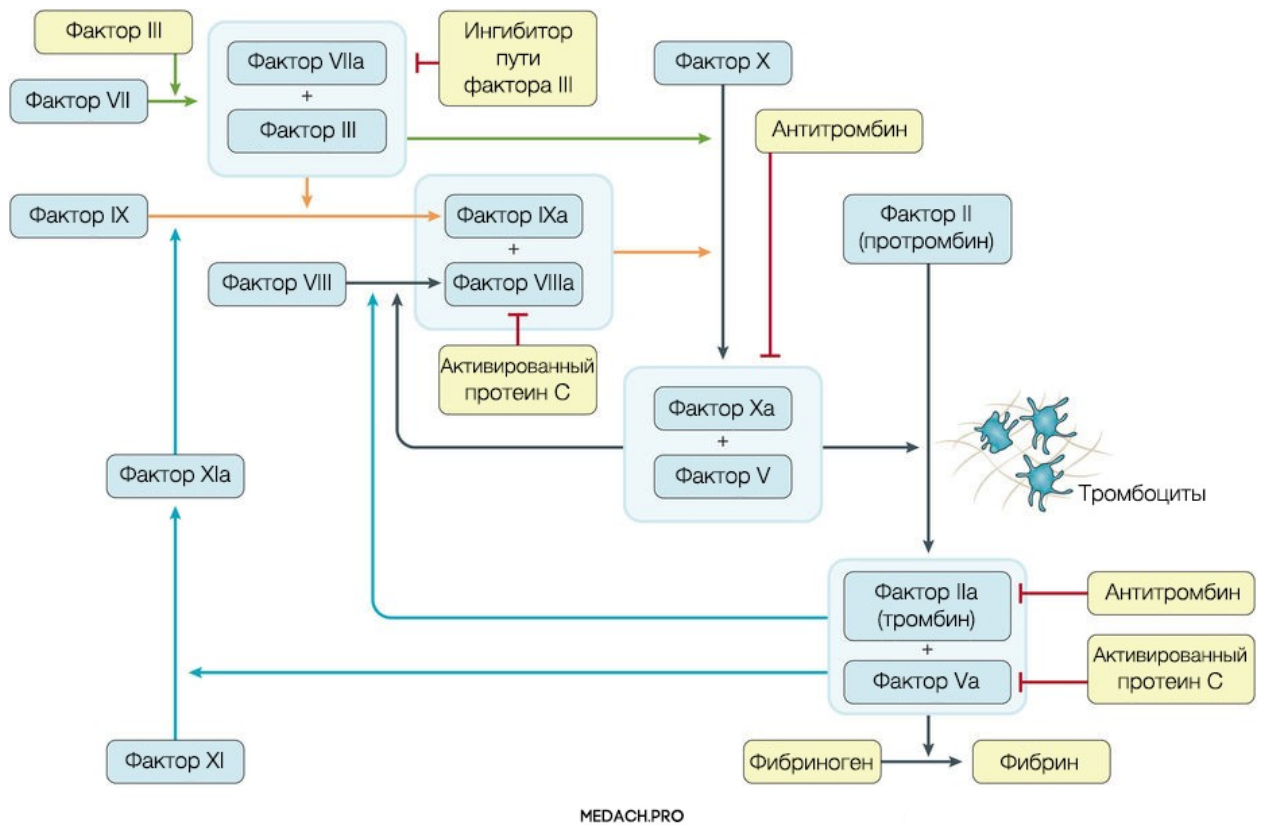 Фактор III
Фактор VII
Фактор VIIa
+
Фактор III
Ингибитор
пути
фактора III
Фактор X
Антитромбин
Фактор IX
Фактор IXa
+
Фактор VIII
Фактор VIIIa
Фактор II
(протромбин)
Активированный
протеин С
Фактор Xa
+
Фактор V
Тромбоциты
Фактор XIa
Фактор IIa
(тромбин)
+
Фактор Va
Антитромбин
Активированный
протеин С
Фактор XI
Фибриноген
Фибрин
MEDACH.PRO